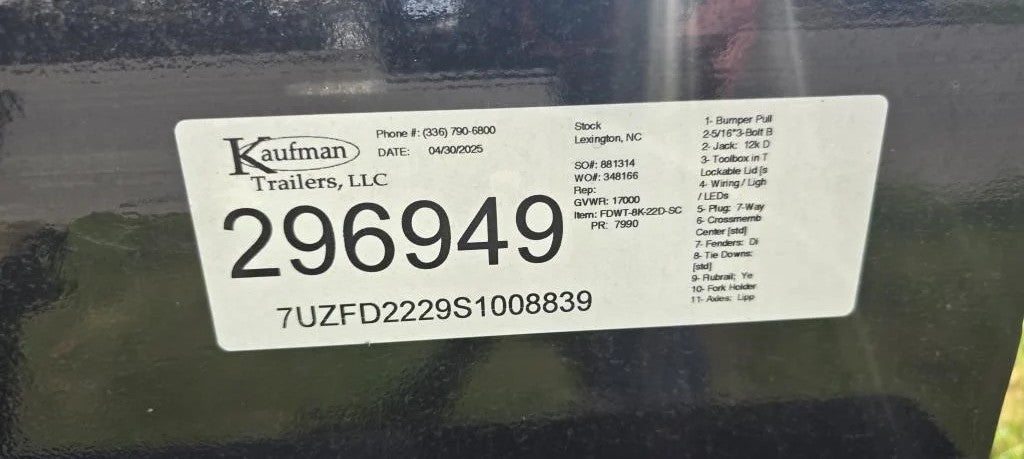 Kaufman
Trailers, LLC
Phone #: (336) 790-6800
DATE: 04/30/2025
296949
7UZFD2229S1008839
Stock
Lexington, NC
SO#: 881314
WO#: 348166
Rep:
GVWR: 17000
Item: FDWT-8K-22D-SC
PR: 7990
1- Bumper Pull
2-5/16"3-Bolt B
2- Jack: 12k D
3- Toolbox in T
Lockable Lid [s
4- Wiring / Ligh
/ LEDs
5- Plug: 7-Way
6- Crossmemb
Center [std]
7- Fenders: Di
8- Tie Downs:
[std]
9- Rubrail: Ye
10- Fork Holder
11- Axles: Lipp